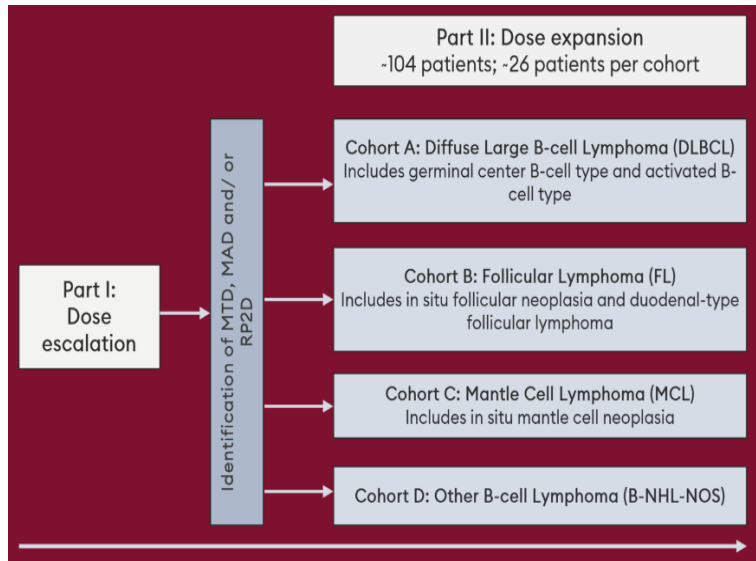 Part II: Dose expansion
~104 patients; ~26 patients per cohort
Part I:
Dose
escalation
Identification of MTD, MAD and/ or
RP2D
Cohort A: Diffuse Large B-cell Lymphoma (DLBCL)
Includes germinal center B-cell type and activated B-
cell type
Cohort B: Follicular Lymphoma (FL)
Includes in situ follicular neoplasia and duodenal-type
follicular lymphoma
Cohort C: Mantle Cell Lymphoma (MCL)
Includes in situ mantle cell neoplasia
Cohort D: Other B-cell Lymphoma (B-NHL-NOS)